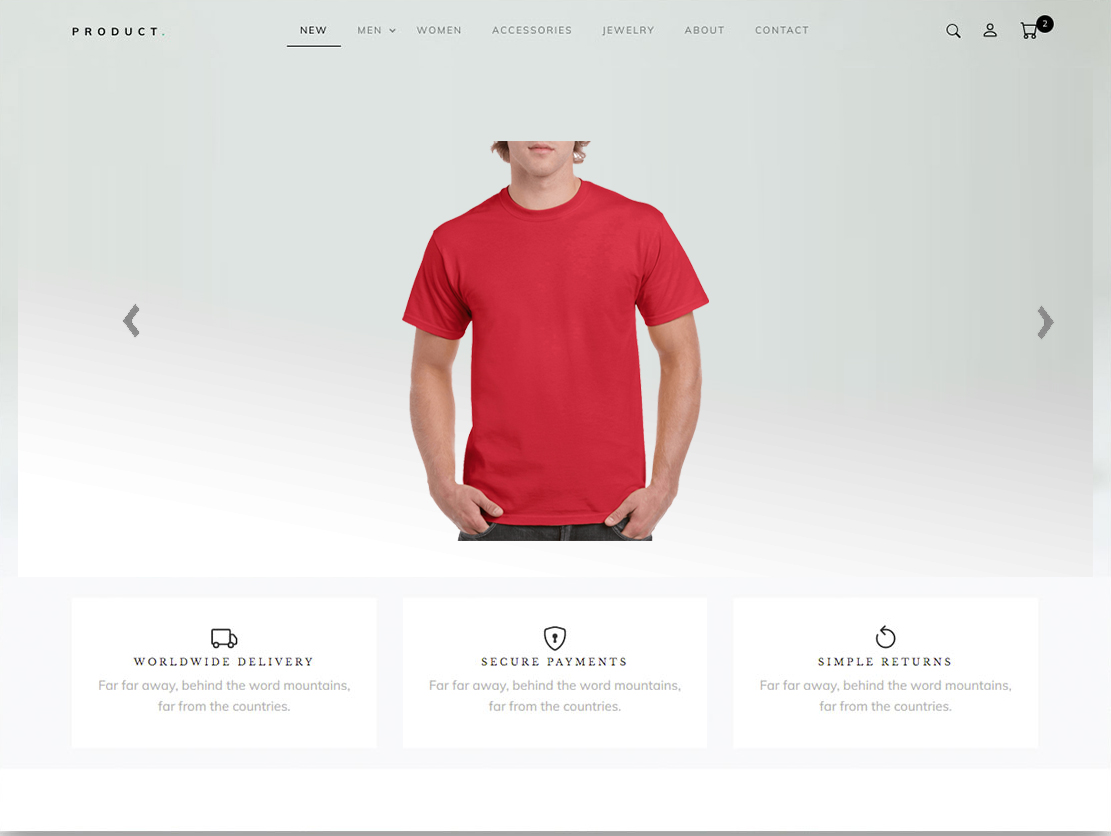 PRODUCT.
NEW MEN WOMEN ACCESSORIES JEWELRY ABOUT CONTACT
2
WORLDWIDE DELIVERY
Far far away, behind the word mountains,
far from the countries.
SECURE PAYMENTS
Far far away, behind the word mountains,
far from the countries.
SIMPLE RETURNS
Far far away, behind the word mountains,
far from the countries.